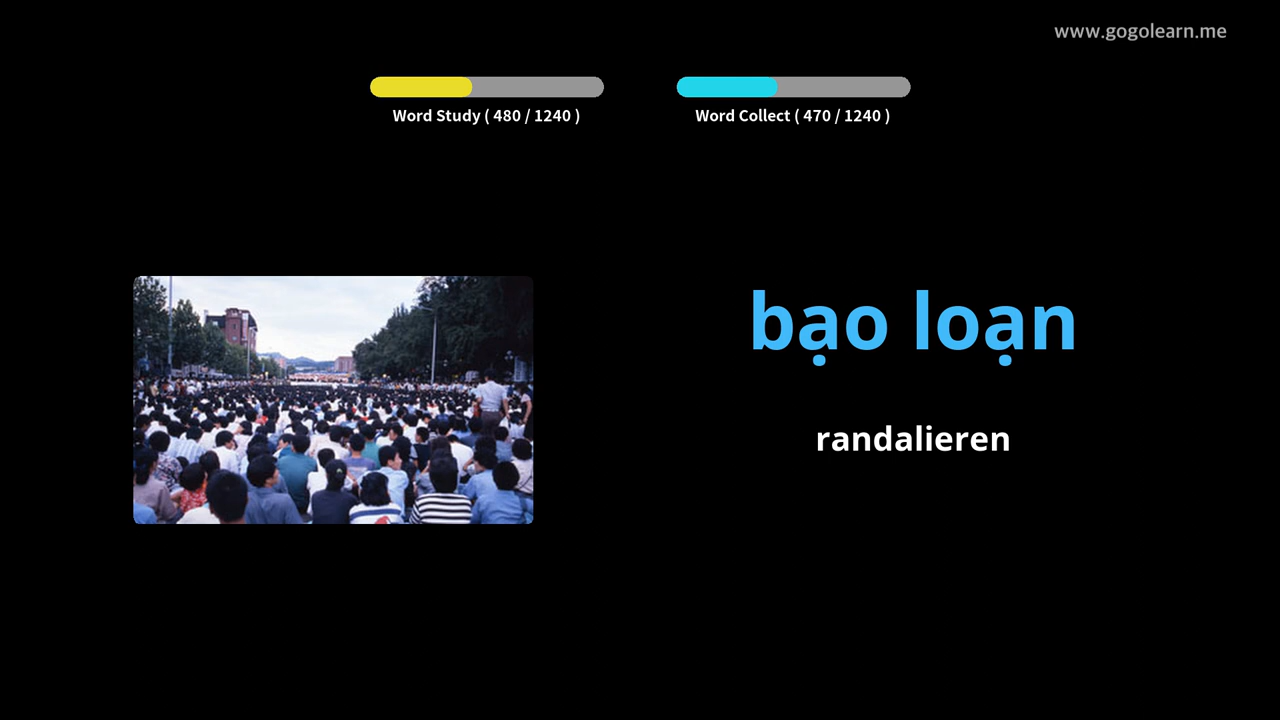 www.gogolearn.me
Word Study ( 480 / 1240 )
Word Collect ( 470 / 1240 )
bạo loạn
randalieren